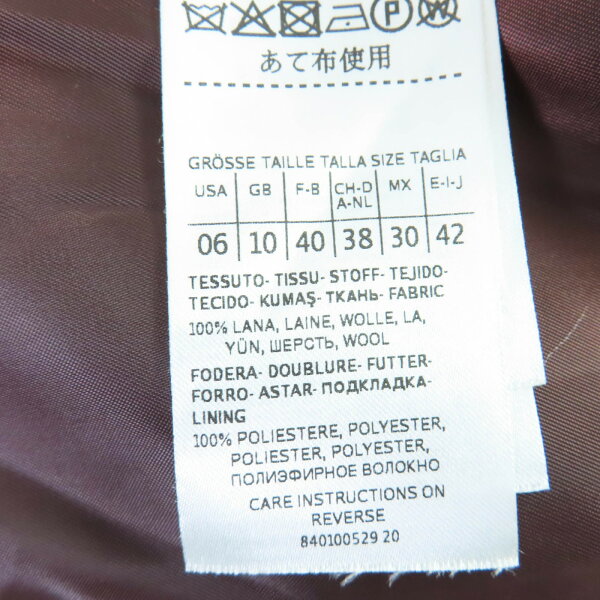 P W
あて布使用
GRÖSSE TAILLE TALLA SIZE TAGLIA
USA GB F-B CH-D A-NL MX E-I-J
06 10 40 38 30 42
TESSUTO- TISSU- STOFF- TEJIDO-
TECIDO- KUMAŞ- ТКАНЬ- FABRIC
100% LANA, LAINE, WOLLE, LA,
YÜN, ШЕРСТЬ, WOOL
FODERA- DOUBLURE- FUTTER-
FORRO- ASTAR- ПОДКЛАДКА-
LINING
100% POLIESTERE, POLYESTER,
POLIESTER, POLYESTER,
ПОЛИЭФИРНОЕ ВОЛОКНО
CARE INSTRUCTIONS ON
REVERSE
840100529 20